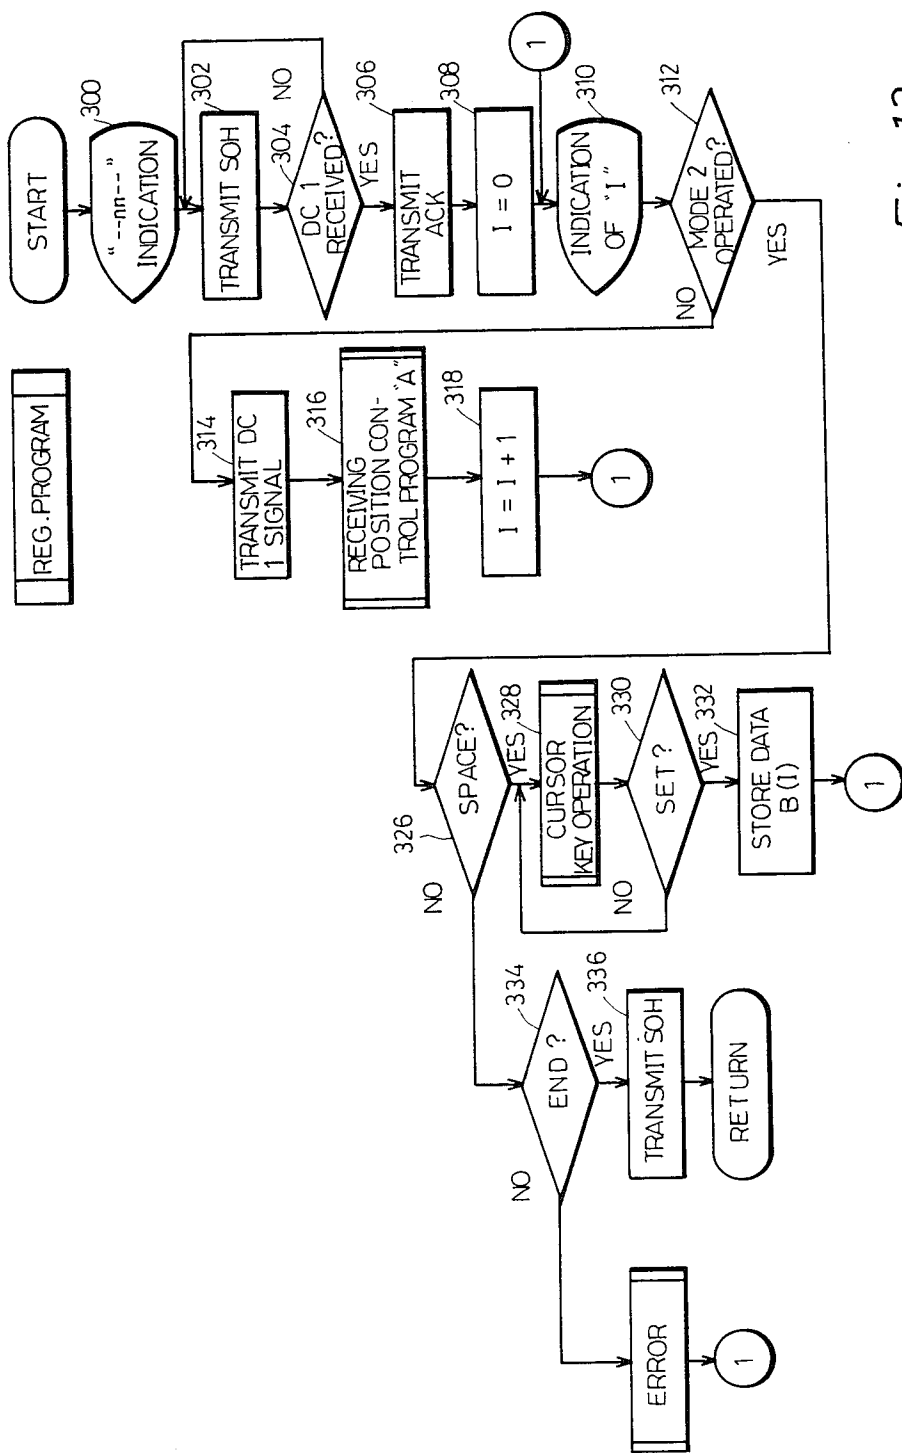 REG.PROGRAM
START
300
"--nn--"
INDICATION
302
TRANSMIT SOH
304
NO
DC 1
RECEIVED?
YES
306
TRANSMIT
ACK
308
I = 0
1
310
INDICATION
OF "I"
312
MODE 2
OPERATED?
NO
YES
314
TRANSMIT DC
1 SIGNAL
316
RECEIVING
POSITION CON-
TROL PROGRAM "A"
318
I = I + 1
1
326
SPACE?
NO
YES
328
CURSOR
KEY OPERATION
330
SET?
NO
YES
332
STORE DATA
B(I)
1
334
END?
NO
YES
336
TRANSMIT SOH
RETURN
ERROR
1